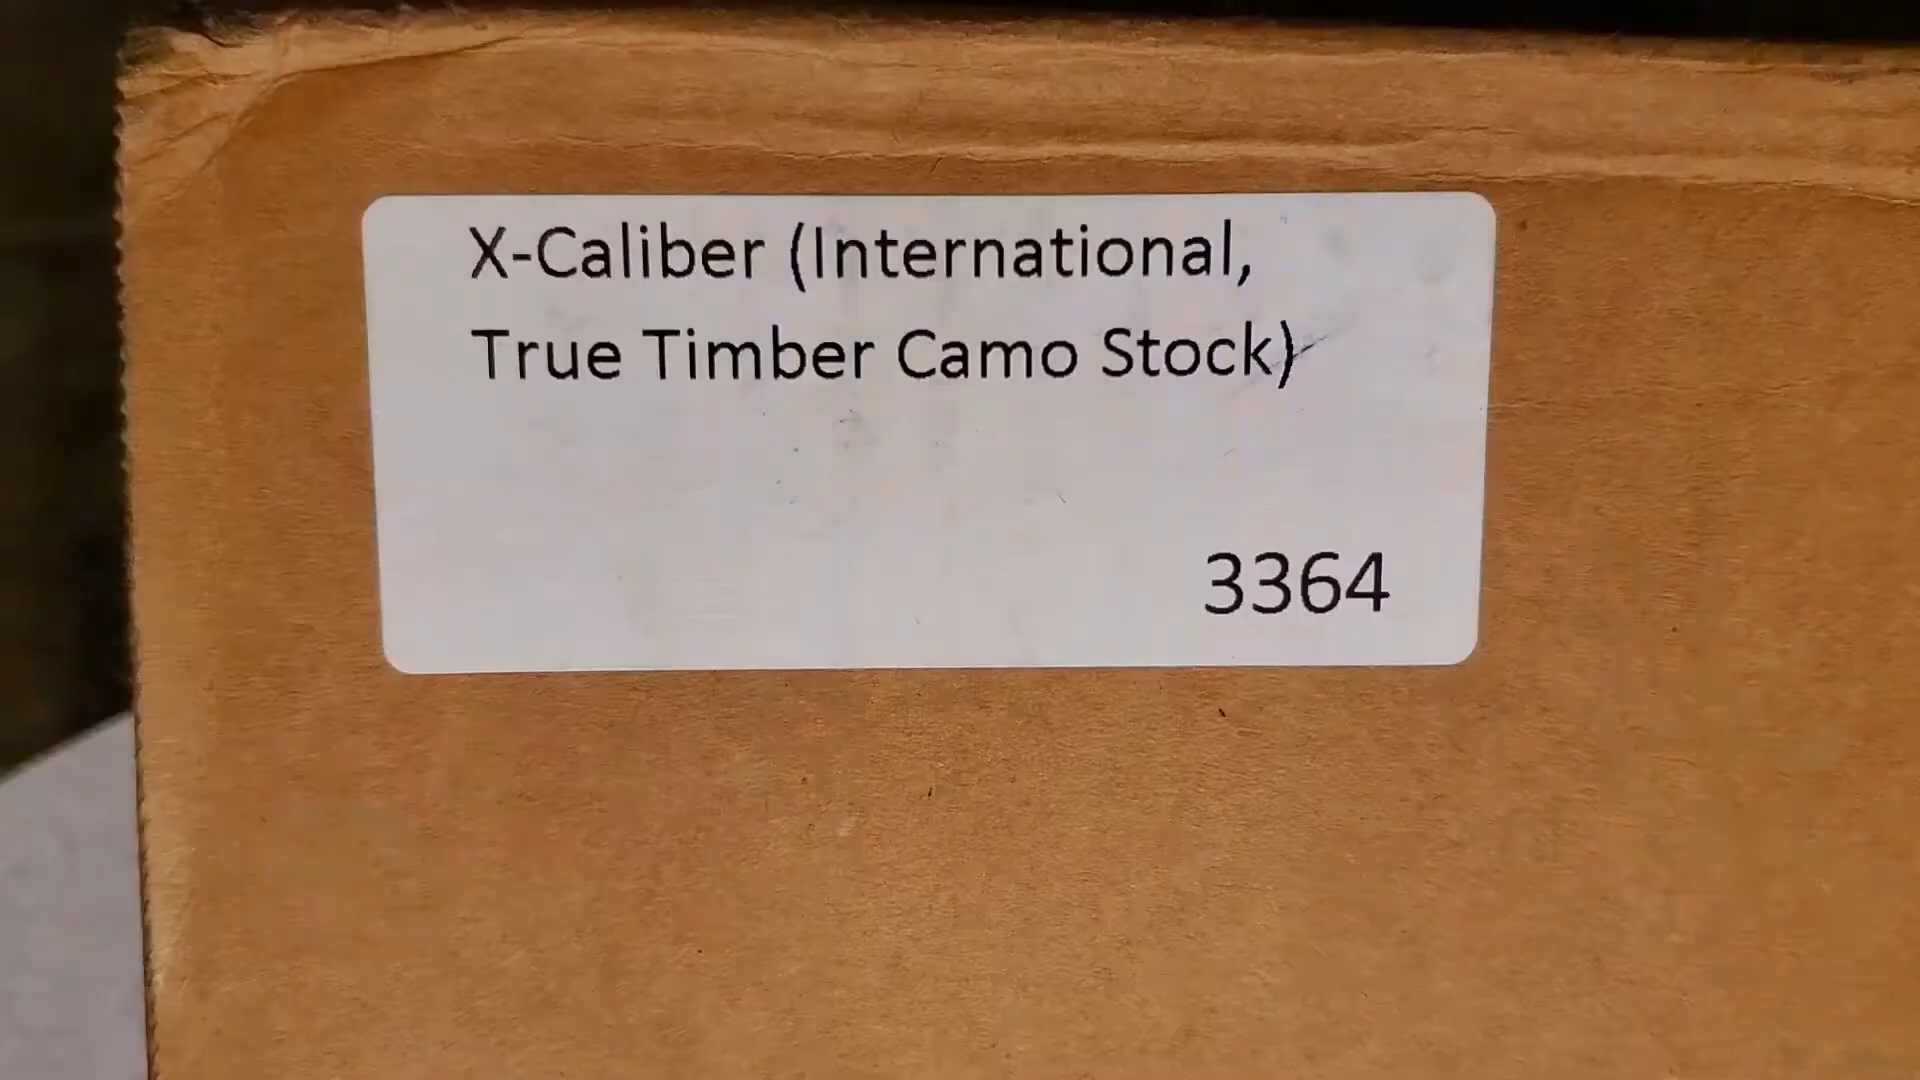 X-Caliber (International,
True Timber Camo Stock)
3364